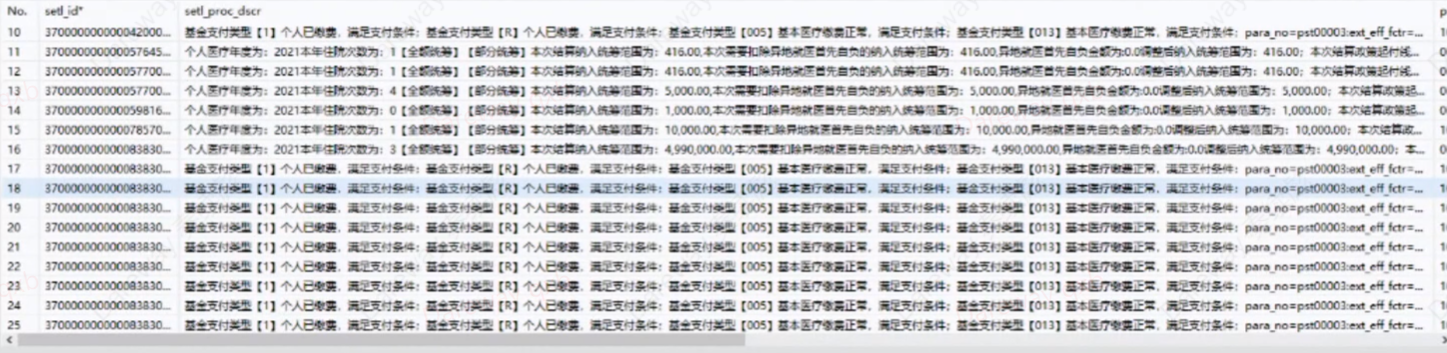 No. setl_id* setl_proc_dscr
10 370000000000042000... 基金支付类型【1】个人已缴费，满足支付条件；基金支付类型【R】个人已缴费，满足支付条件；基金支付类型【005】基本医疗缴费正常，满足支付条件；基金支付类型【013】基本医疗缴费正常，满足支付条件；para_no=pst00003:ext_eff_fctr=...
11 370000000000057645... 个人医疗年度为：2021本年住院次数为：1【全额统筹】【部分统筹】本次结算纳入统筹范围为：416.00,本次需要扣除异地就医首先自负的纳入统筹范围为：416.00,异地就医首先自负金额为:0.0调整后纳入统筹范围为：416.00；本次结算政策起付线...
12 370000000000057700... 个人医疗年度为：2021本年住院次数为：1【全额统筹】【部分统筹】本次结算纳入统筹范围为：416.00,本次需要扣除异地就医首先自负的纳入统筹范围为：416.00,异地就医首先自负金额为:0.0调整后纳入统筹范围为：416.00；本次结算政策起付线...
13 370000000000057700... 个人医疗年度为：2021本年住院次数为：4【全额统筹】【部分统筹】本次结算纳入统筹范围为：5,000.00,本次需要扣除异地就医首先自负的纳入统筹范围为：5,000.00,异地就医首先自负金额为:0.0调整后纳入统筹范围为：5,000.00；本次结算政策起...
14 370000000000059816... 个人医疗年度为：2021本年住院次数为：0【全额统筹】【部分统筹】本次结算纳入统筹范围为：1,000.00,本次需要扣除异地就医首先自负的纳入统筹范围为：1,000.00,异地就医首先自负金额为:0.0调整后纳入统筹范围为：1,000.00；本次结算政策起...
15 370000000000078570... 个人医疗年度为：2021本年住院次数为：1【全额统筹】【部分统筹】本次结算纳入统筹范围为：10,000.00,本次需要扣除异地就医首先自负的纳入统筹范围为：10,000.00,异地就医首先自负金额为:0.0调整后纳入统筹范围为：10,000.00；本次结算政...
16 370000000000083830... 个人医疗年度为：2021本年住院次数为：3【全额统筹】【部分统筹】本次结算纳入统筹范围为：4,990,000.00,本次需要扣除异地就医首先自负的纳入统筹范围为：4,990,000.00,异地就医首先自负金额为:0.0调整后纳入统筹范围为：4,990,000.00；本...
17 370000000000083830... 基金支付类型【1】个人已缴费，满足支付条件；基金支付类型【R】个人已缴费，满足支付条件；基金支付类型【005】基本医疗缴费正常，满足支付条件；基金支付类型【013】基本医疗缴费正常，满足支付条件；para_no=pst00003:ext_eff_fctr=...
18 370000000000083830... 基金支付类型【1】个人已缴费，满足支付条件；基金支付类型【R】个人已缴费，满足支付条件；基金支付类型【005】基本医疗缴费正常，满足支付条件；基金支付类型【013】基本医疗缴费正常，满足支付条件；para_no=pst00003:ext_eff_fctr=...
19 370000000000083830... 基金支付类型【1】个人已缴费，满足支付条件；基金支付类型【R】个人已缴费，满足支付条件；基金支付类型【005】基本医疗缴费正常，满足支付条件；基金支付类型【013】基本医疗缴费正常，满足支付条件；para_no=pst00003:ext_eff_fctr=...
20 370000000000083830... 基金支付类型【1】个人已缴费，满足支付条件；基金支付类型【R】个人已缴费，满足支付条件；基金支付类型【005】基本医疗缴费正常，满足支付条件；基金支付类型【013】基本医疗缴费正常，满足支付条件；para_no=pst00003:ext_eff_fctr=...
21 370000000000083830... 基金支付类型【1】个人已缴费，满足支付条件；基金支付类型【R】个人已缴费，满足支付条件；基金支付类型【005】基本医疗缴费正常，满足支付条件；基金支付类型【013】基本医疗缴费正常，满足支付条件；para_no=pst00003:ext_eff_fctr=...
22 370000000000083830... 基金支付类型【1】个人已缴费，满足支付条件；基金支付类型【R】个人已缴费，满足支付条件；基金支付类型【005】基本医疗缴费正常，满足支付条件；基金支付类型【013】基本医疗缴费正常，满足支付条件；para_no=pst00003:ext_eff_fctr=...
23 370000000000083830... 基金支付类型【1】个人已缴费，满足支付条件；基金支付类型【R】个人已缴费，满足支付条件；基金支付类型【005】基本医疗缴费正常，满足支付条件；基金支付类型【013】基本医疗缴费正常，满足支付条件；para_no=pst00003:ext_eff_fctr=...
24 370000000000083830... 基金支付类型【1】个人已缴费，满足支付条件；基金支付类型【R】个人已缴费，满足支付条件；基金支付类型【005】基本医疗缴费正常，满足支付条件；基金支付类型【013】基本医疗缴费正常，满足支付条件；para_no=pst00003:ext_eff_fctr=...
25 370000000000083830... 基金支付类型【1】个人已缴费，满足支付条件；基金支付类型【R】个人已缴费，满足支付条件；基金支付类型【005】基本医疗缴费正常，满足支付条件；基金支付类型【013】基本医疗缴费正常，满足支付条件；para_no=pst00003:ext_eff_fctr=...